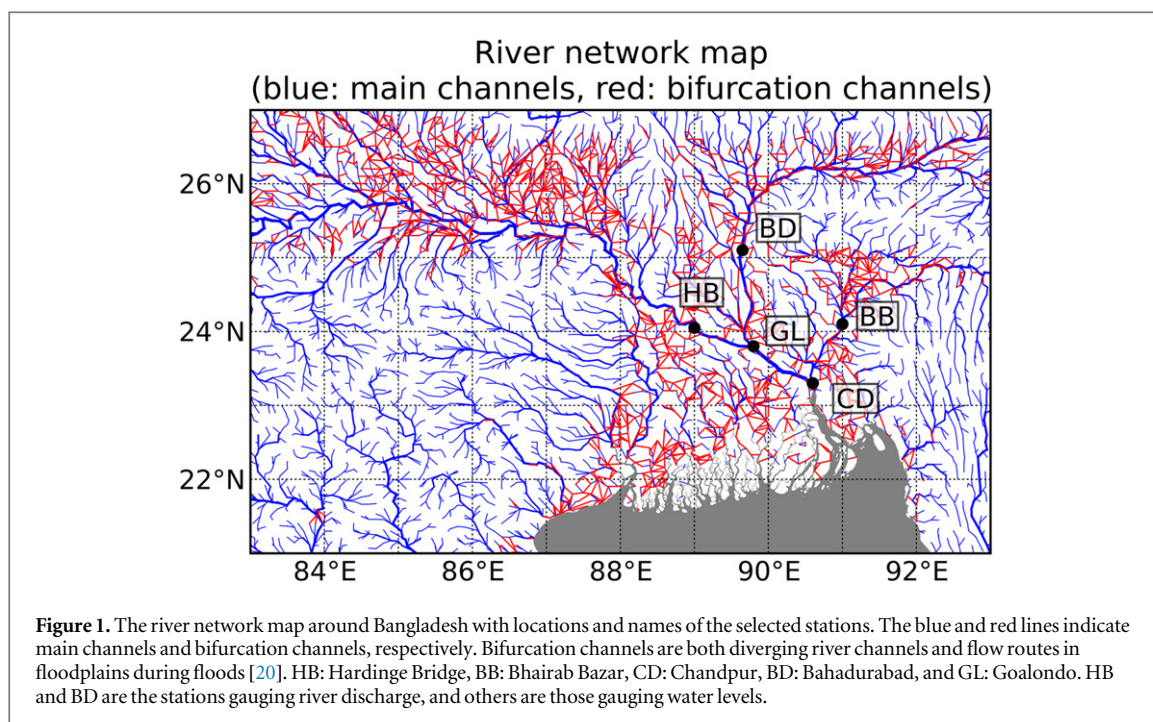 River network map
(blue: main channels, red: bifurcation channels)
26°N
BD
HB
24°N
GL
BB
CD
22°N
84°E 86°E 88°E 90°E 92°E
Figure 1. The river network map around Bangladesh with locations and names of the selected stations. The blue and red lines indicate
main channels and bifurcation channels, respectively. Bifurcation channels are both diverging river channels and flow routes in
floodplains during floods [20]. HB: Hardinge Bridge, BB: Bhairab Bazar, CD: Chandpur, BD: Bahadurabad, and GL: Goalondo. HB
and BD are the stations gauging river discharge, and others are those gauging water levels.